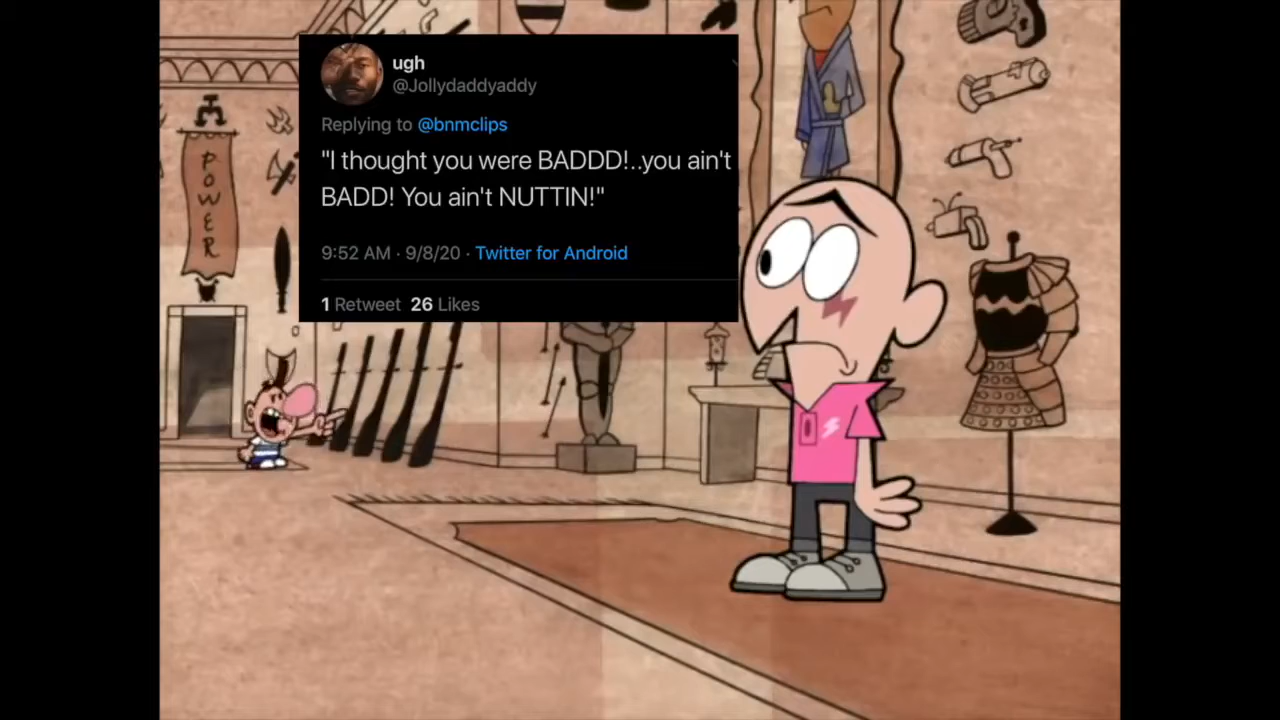 ugh
@Jollydaddyaddy
Replying to @bnmclips
"I thought you were BADDD!..you ain't
BADD! You ain't NUTTIN!"
9:52 AM · 9/8/20 · Twitter for Android
1 Retweet 26 Likes
POWER